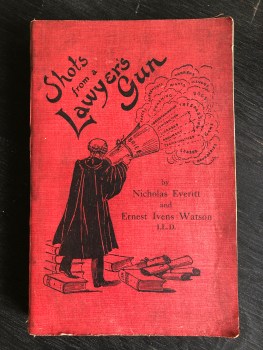 Shots
from a
Lawyer's
Gun
by
Nicholas Everitt
and
Ernest Ivens Watson
LL.D.